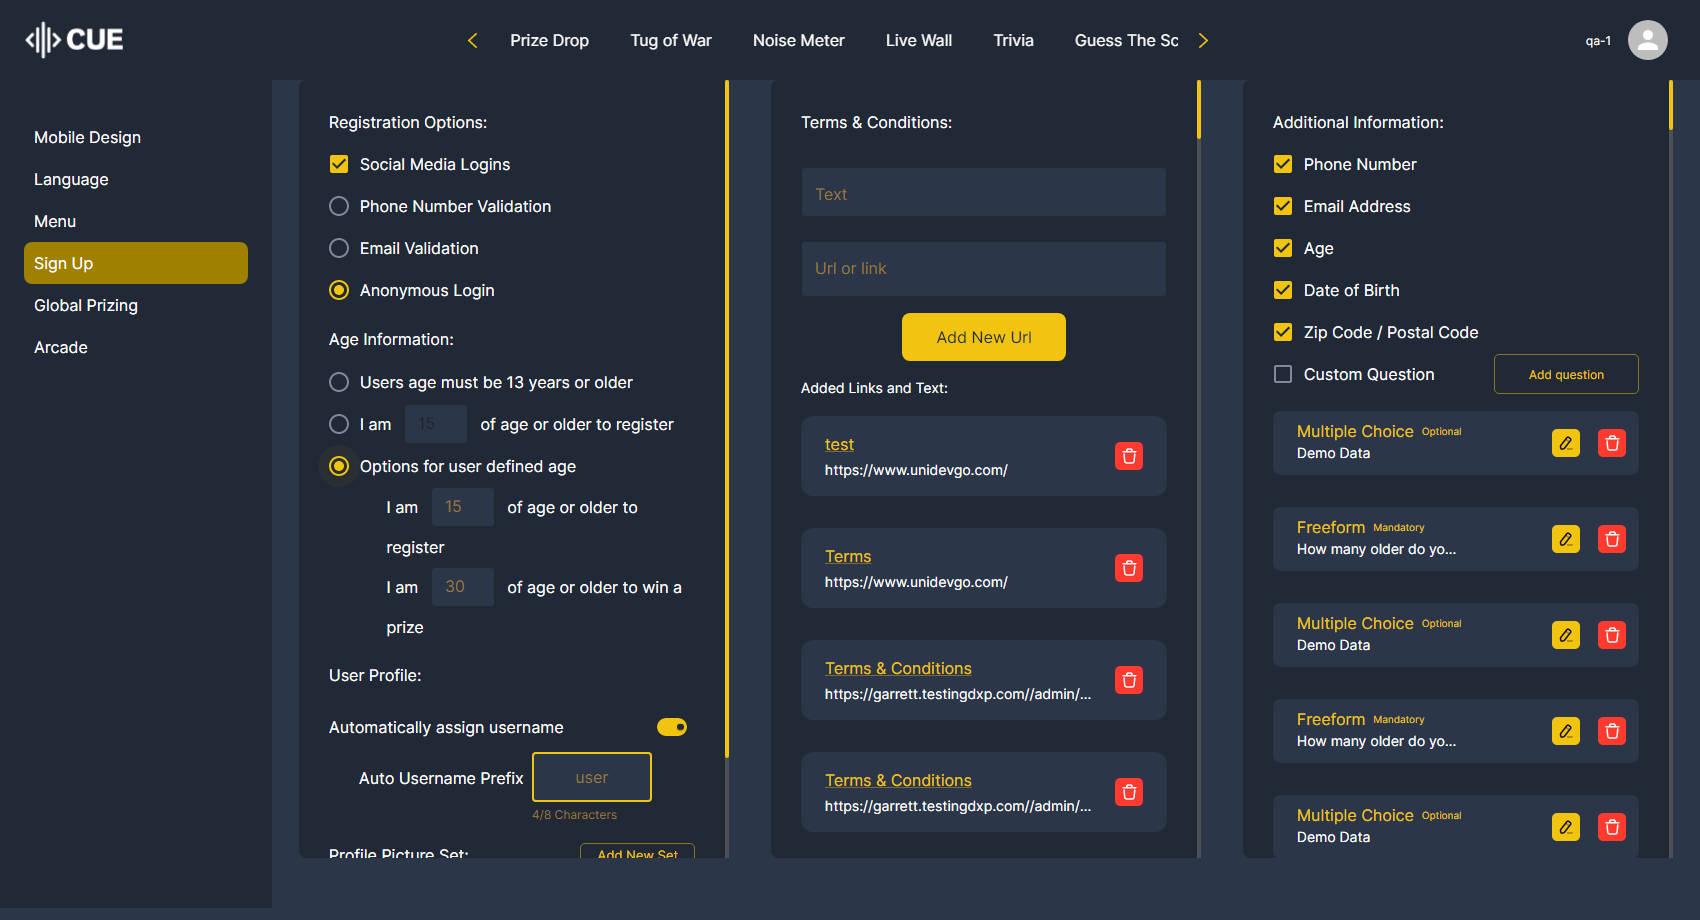 CUE
Prize Drop
Tug of War
Noise Meter
Live Wall
Trivia
Guess The Sc
qa-1
Mobile Design
Language
Menu
Sign Up
Global Prizing
Arcade
Registration Options:
Social Media Logins
Phone Number Validation
Email Validation
Anonymous Login
Age Information:
Users age must be 13 years or older
I am 15 of age or older to register
Options for user defined age
I am 15 of age or older to
register
I am 30 of age or older to win a
prize
User Profile:
Automatically assign username
Auto Username Prefix user
4/8 Characters
Profile Picture Set: Add New Set
Terms & Conditions:
Text
Url or link
Add New Url
Added Links and Text:
test
https://www.unidevgo.com/
Terms
https://www.unidevgo.com/
Terms & Conditions
https://garrett.testingdxp.com//admin/...
Terms & Conditions
https://garrett.testingdxp.com//admin/...
Additional Information:
Phone Number
Email Address
Age
Date of Birth
Zip Code / Postal Code
Custom Question Add question
Multiple Choice Optional
Demo Data
Freeform Mandatory
How many older do yo...
Multiple Choice Optional
Demo Data
Freeform Mandatory
How many older do yo...
Multiple Choice Optional
Demo Data